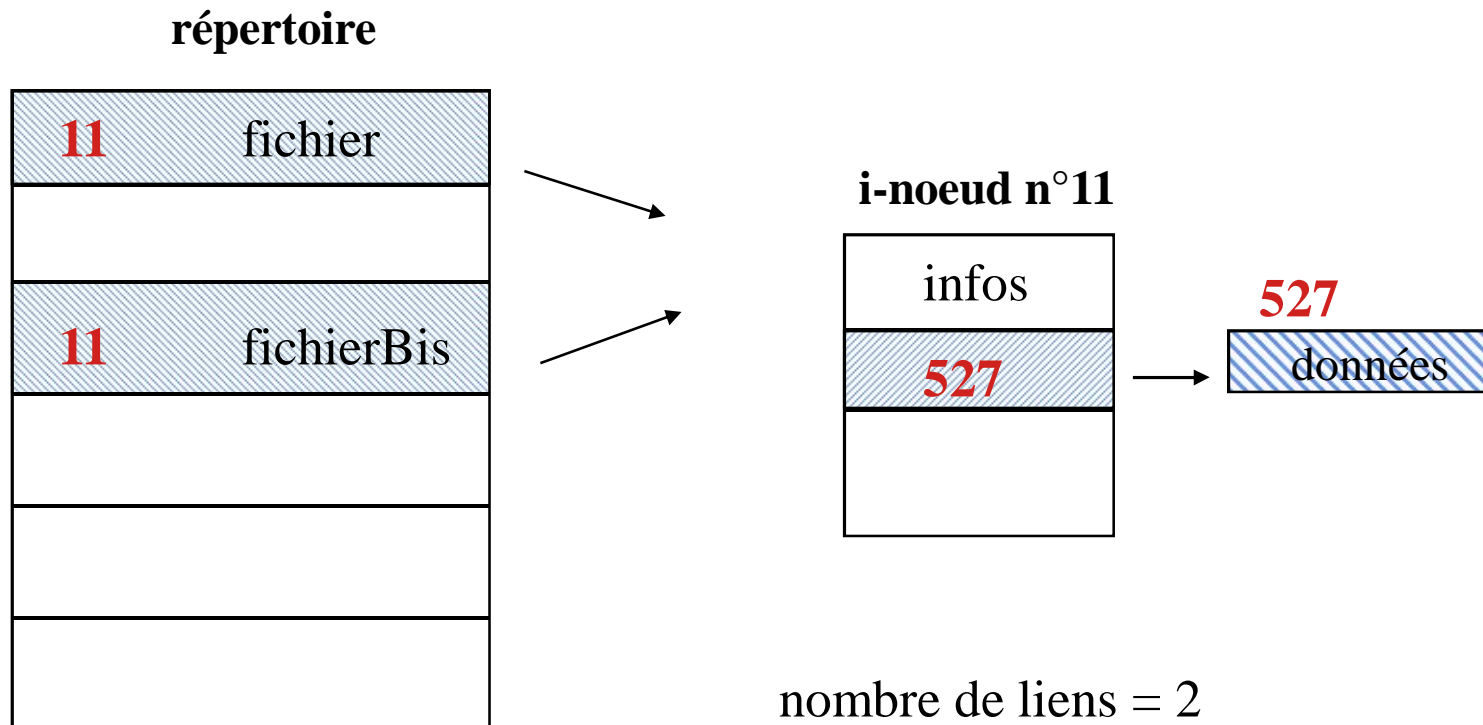 répertoire
11 fichier
11 fichierBis
i-noeud n°11
infos
527
527
données
nombre de liens = 2